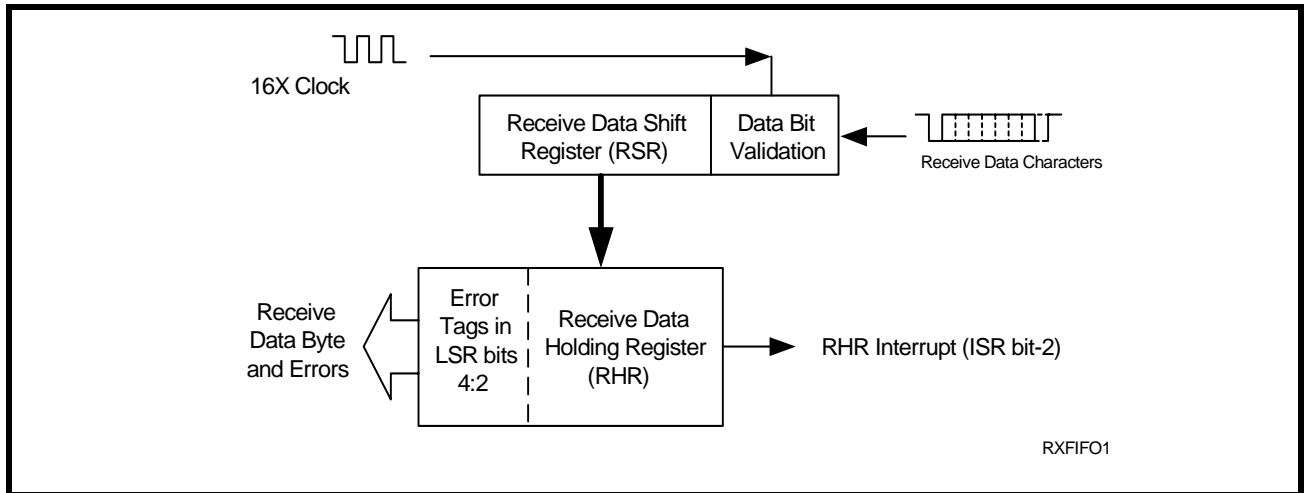 16X Clock
Receive Data Shift
Register (RSR)
Data Bit
Validation
Receive Data Characters
Receive
Data Byte
and Errors
Error
Tags in
LSR bits
4:2
Receive Data
Holding Register
(RHR)
RHR Interrupt (ISR bit-2)
RXFIFO1